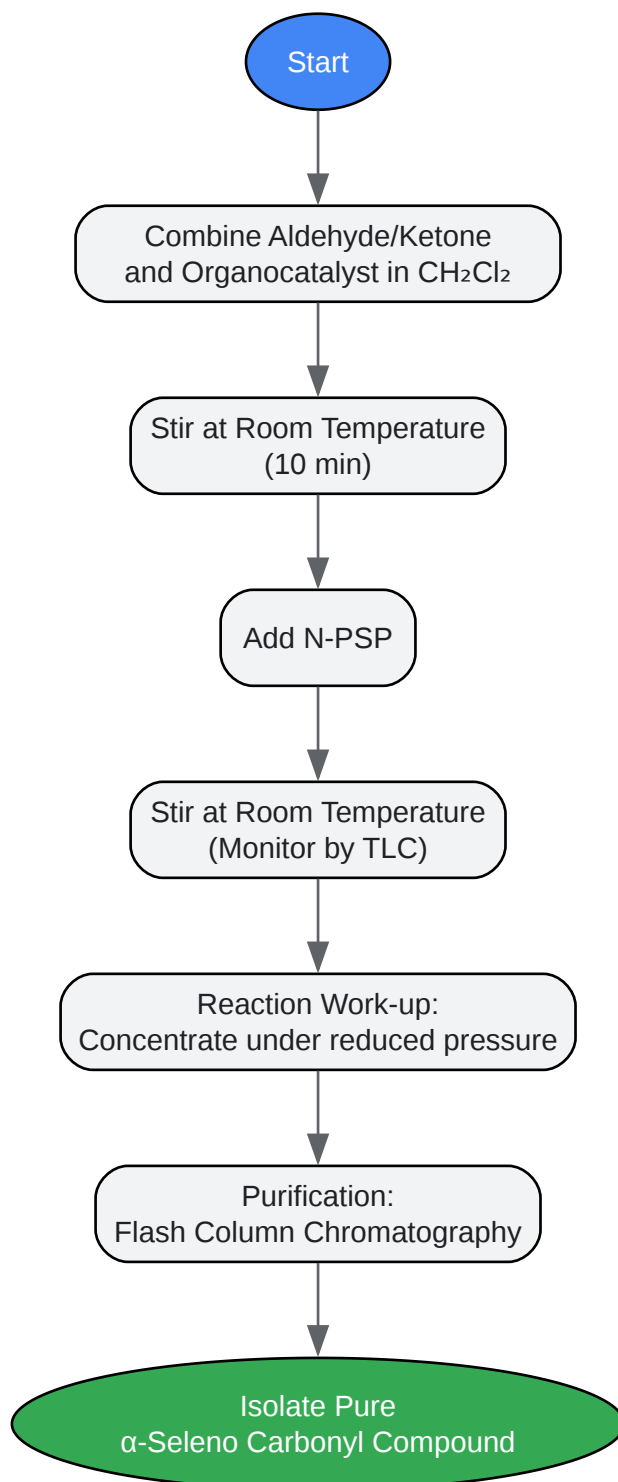 Start
Combine Aldehyde/Ketone
and Organocatalyst in CH₂Cl₂
Stir at Room Temperature
(10 min)
Add N-PSP
Stir at Room Temperature
(Monitor by TLC)
Reaction Work-up:
Concentrate under reduced pressure
Purification:
Flash Column Chromatography
Isolate Pure
α-Seleno Carbonyl Compound